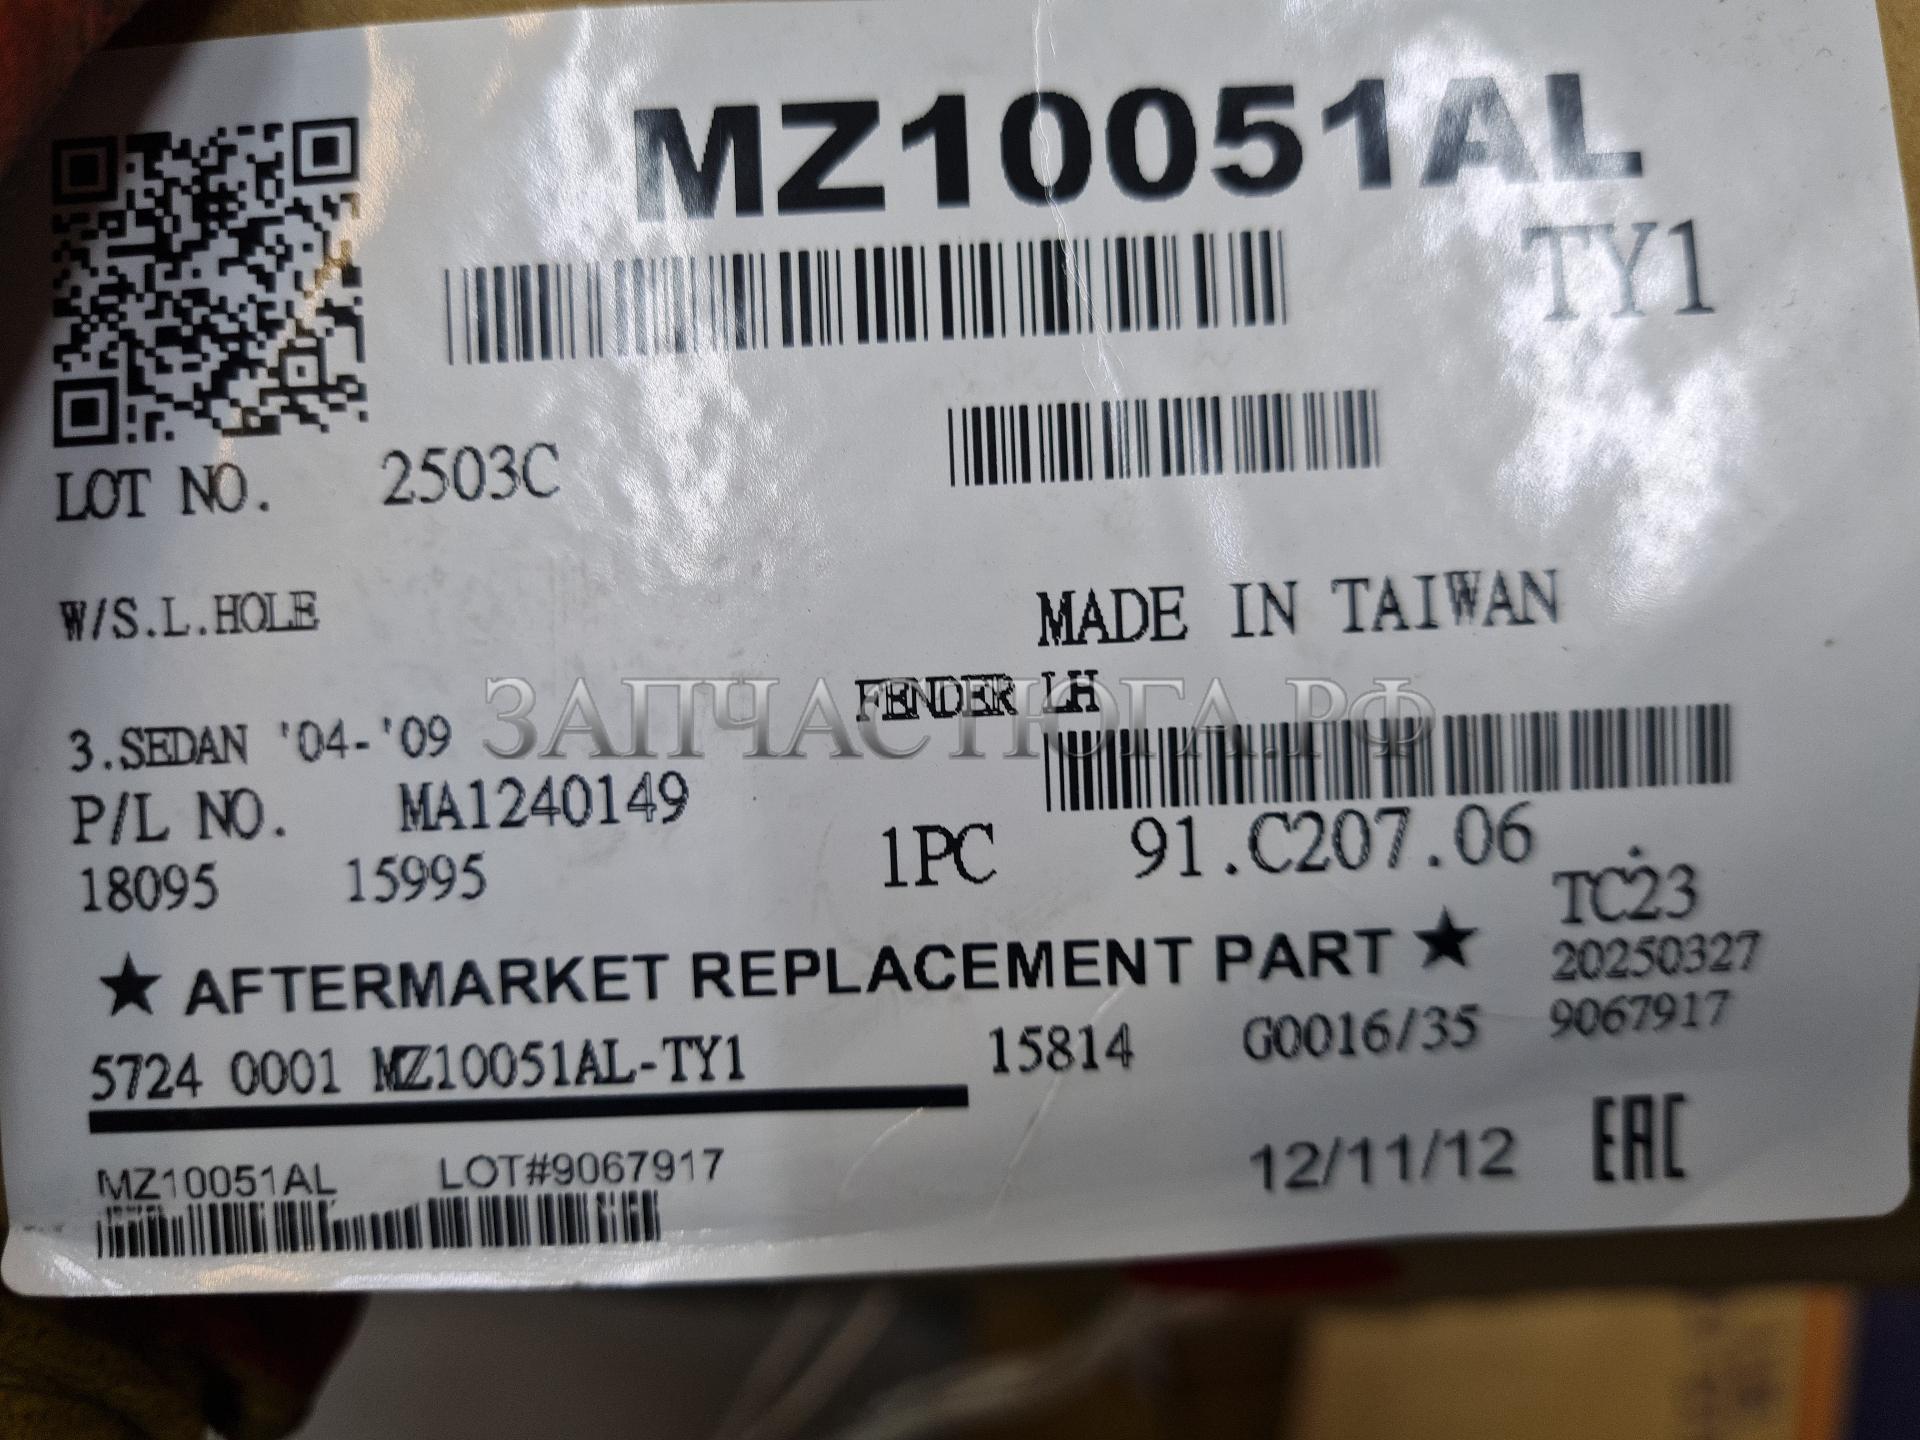 MZ10051AL
TY1
LOT NO. 2503C
W/S.L.HOLE
MADE IN TAIWAN
FENDER LH
ЗАПЧАСТНОГА.РФ
3.SEDAN '04-'09
P/L NO. MA1240149
1PC 91.C207.06
18095 15995
TC23
★ AFTERMARKET REPLACEMENT PART ★
20250327
5724 0001 MZ10051AL-TY1 15814 G0016/35 9067917
MZ10051AL LOT#9067917
12/11/12 EAC